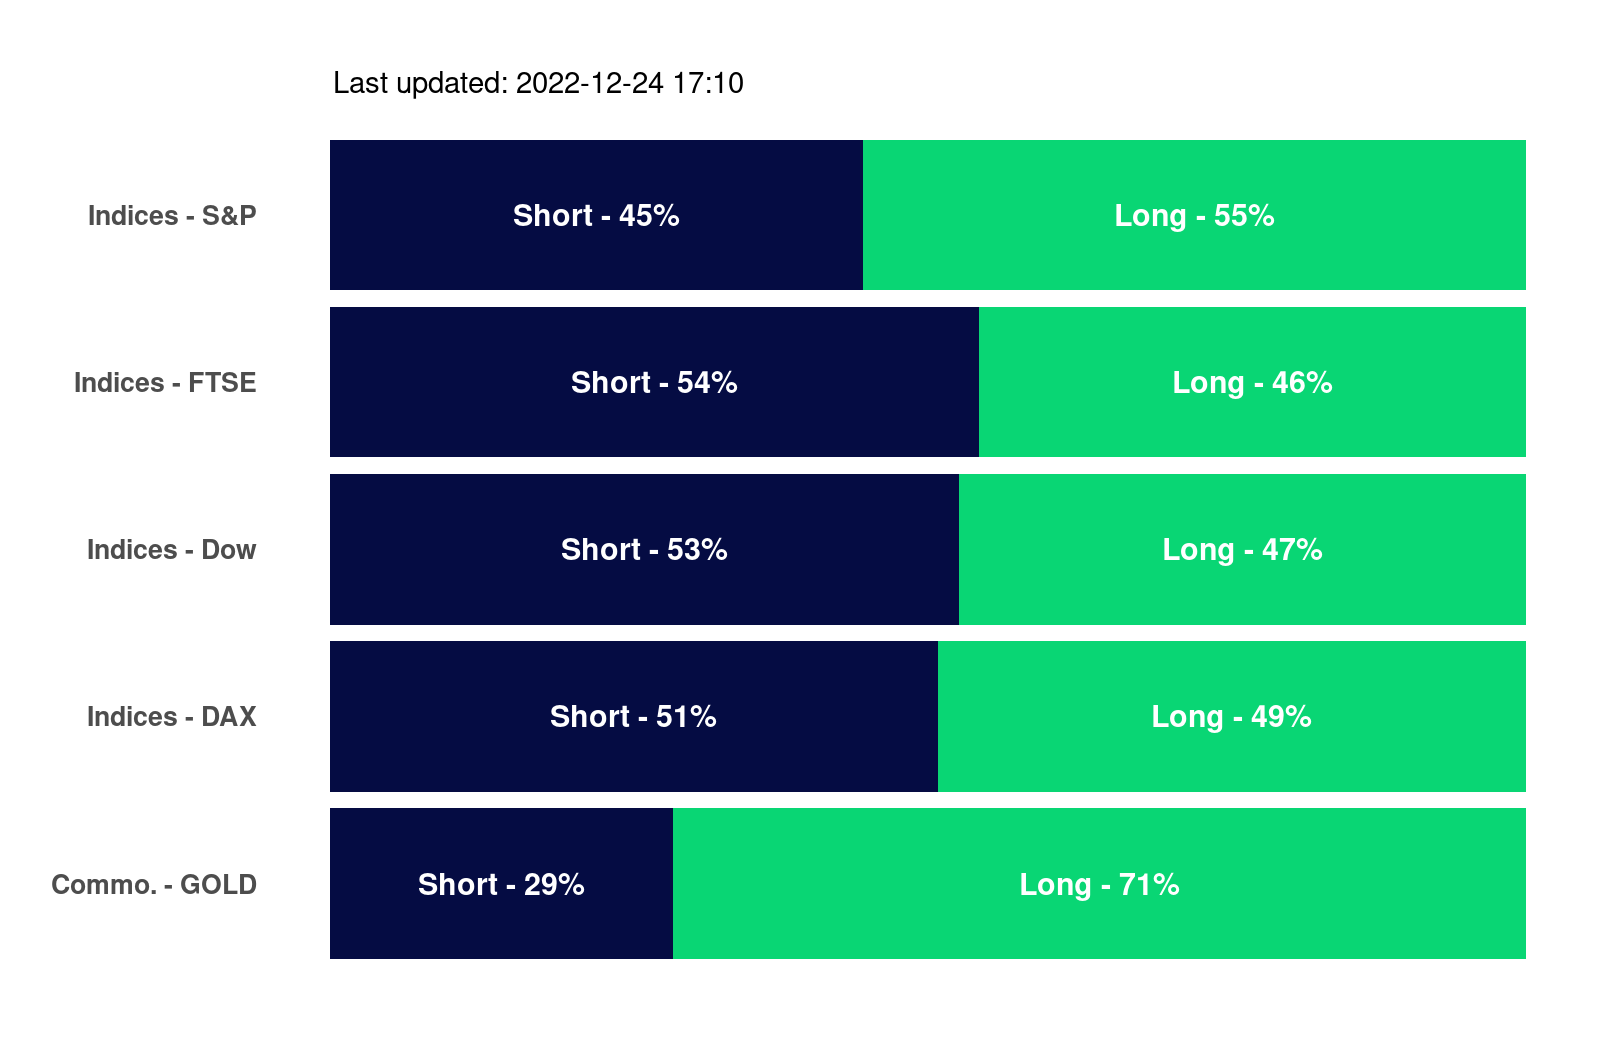 Last updated: 2022-12-24 17:10
Indices - S&P Short - 45% Long - 55%
Indices - FTSE Short - 54% Long - 46%
Indices - Dow Short - 53% Long - 47%
Indices - DAX Short - 51% Long - 49%
Commo. - GOLD Short - 29% Long - 71%